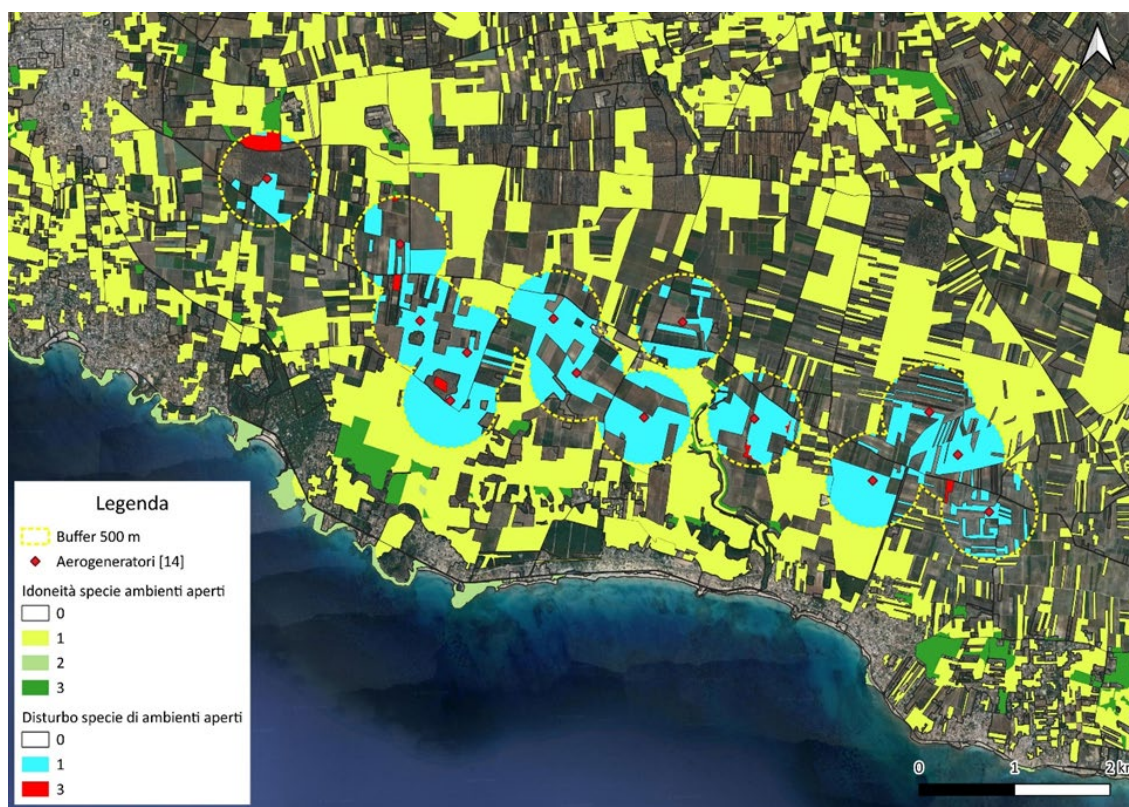 Legenda
Buffer 500 m
Aerogeneratori [14]
Idoneità specie ambienti aperti
0
1
2
3
Disturbo specie di ambienti aperti
0
1
3
0 1 2 km